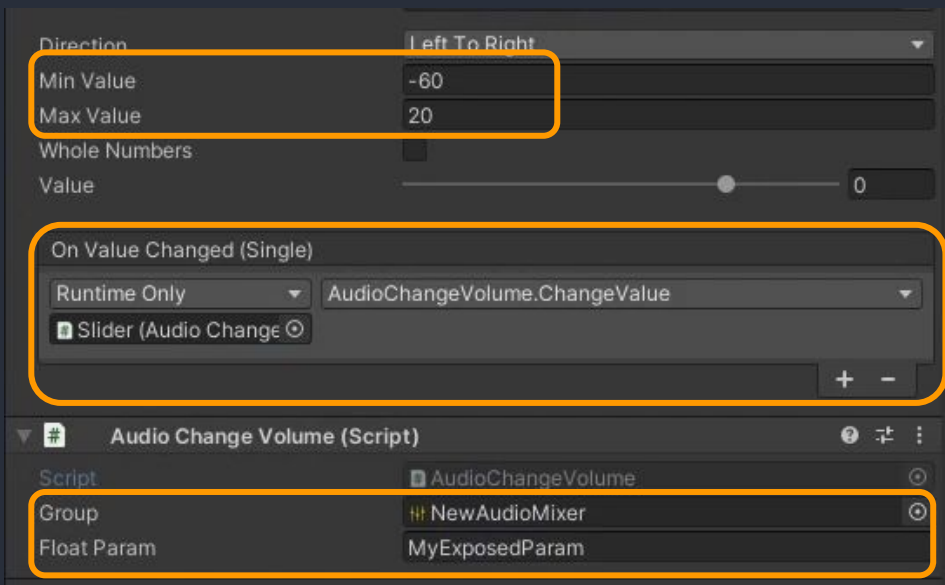 Direction Left To Right
Min Value -60
Max Value 20
Whole Numbers
Value 0
On Value Changed (Single)
Runtime Only AudioChangeVolume.ChangeValue
# Slider (Audio Change
+ -
# Audio Change Volume (Script)
Script # AudioChangeVolume
Group NewAudioMixer
Float Param MyExposedParam